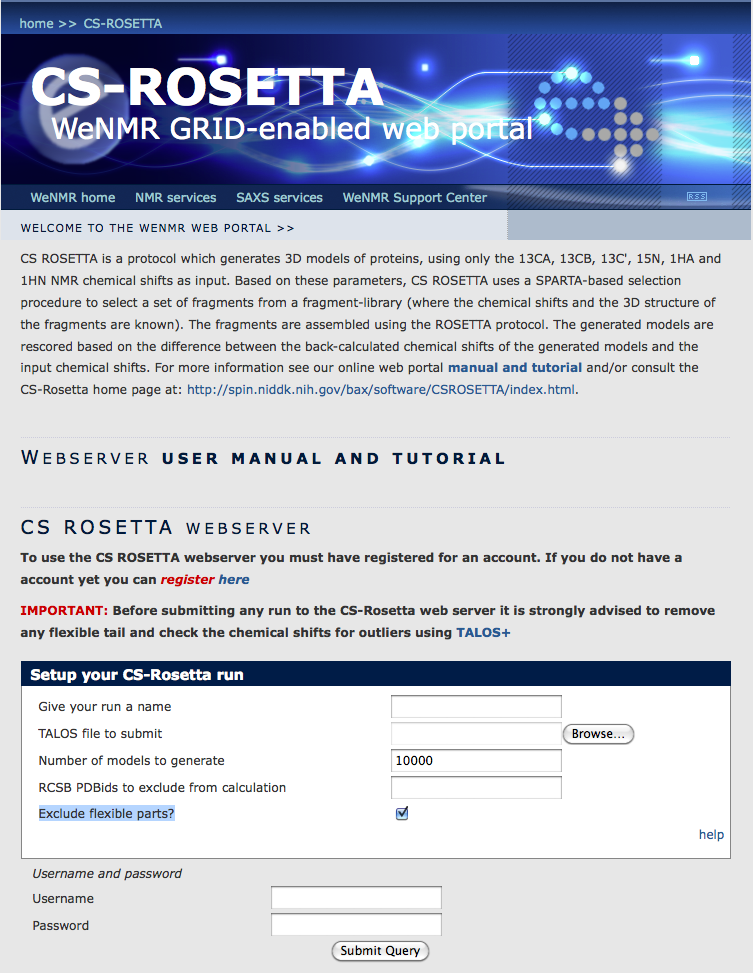 home >> CS-ROSETTA
CS-ROSETTA
WeNMR GRID-enabled web portal
WeNMR home NMR services SAXS services WeNMR Support Center RSS
WELCOME TO THE WENMR WEB PORTAL >>
CS ROSETTA is a protocol which generates 3D models of proteins, using only the 13CA, 13CB, 13C', 15N, 1HA and
1HN NMR chemical shifts as input. Based on these parameters, CS ROSETTA uses a SPARTA-based selection
procedure to select a set of fragments from a fragment-library (where the chemical shifts and the 3D structure of
the fragments are known). The fragments are assembled using the ROSETTA protocol. The generated models are
rescored based on the difference between the back-calculated chemical shifts of the generated models and the
input chemical shifts. For more information see our online web portal manual and tutorial and/or consult the
CS-Rosetta home page at: http://spin.niddk.nih.gov/bax/software/CSROSETTA/index.html.
WEBSERVER USER MANUAL AND TUTORIAL
CS ROSETTA WEBSERVER
To use the CS ROSETTA webserver you must have registered for an account. If you do not have a
account yet you can register here
IMPORTANT: Before submitting any run to the CS-Rosetta web server it is strongly advised to remove
any flexible tail and check the chemical shifts for outliers using TALOS+
Setup your CS-Rosetta run
Give your run a name
TALOS file to submit Browse...
Number of models to generate 10000
RCSB PDBids to exclude from calculation
Exclude flexible parts?
help
Username and password
Username
Password
Submit Query